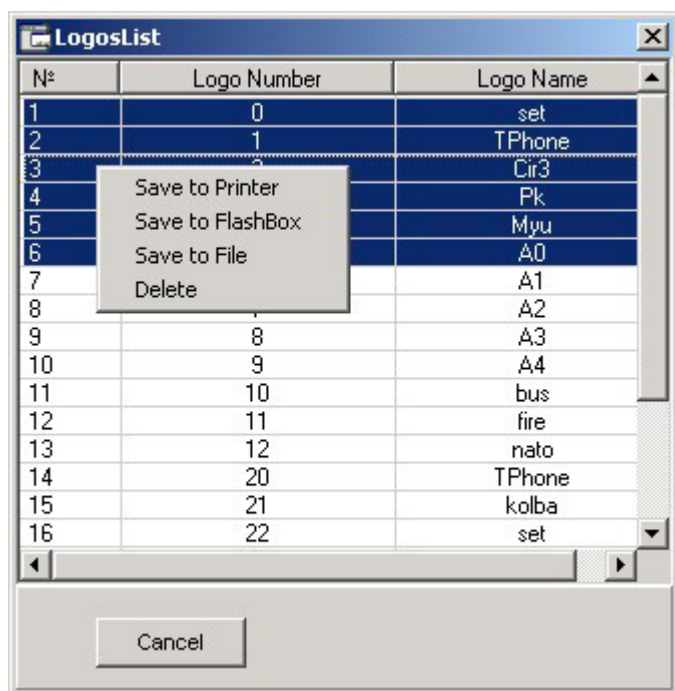 LogosList
Nº Logo Number Logo Name
1 0 set
2 1 TPhone
3 Cir3
4 Pk
5 Myu
6 A0
7 A1
8 A2
9 8 A3
10 9 A4
11 10 bus
12 11 fire
13 12 nato
14 20 TPhone
15 21 kolba
16 22 set
Save to Printer
Save to FlashBox
Save to File
Delete
Cancel